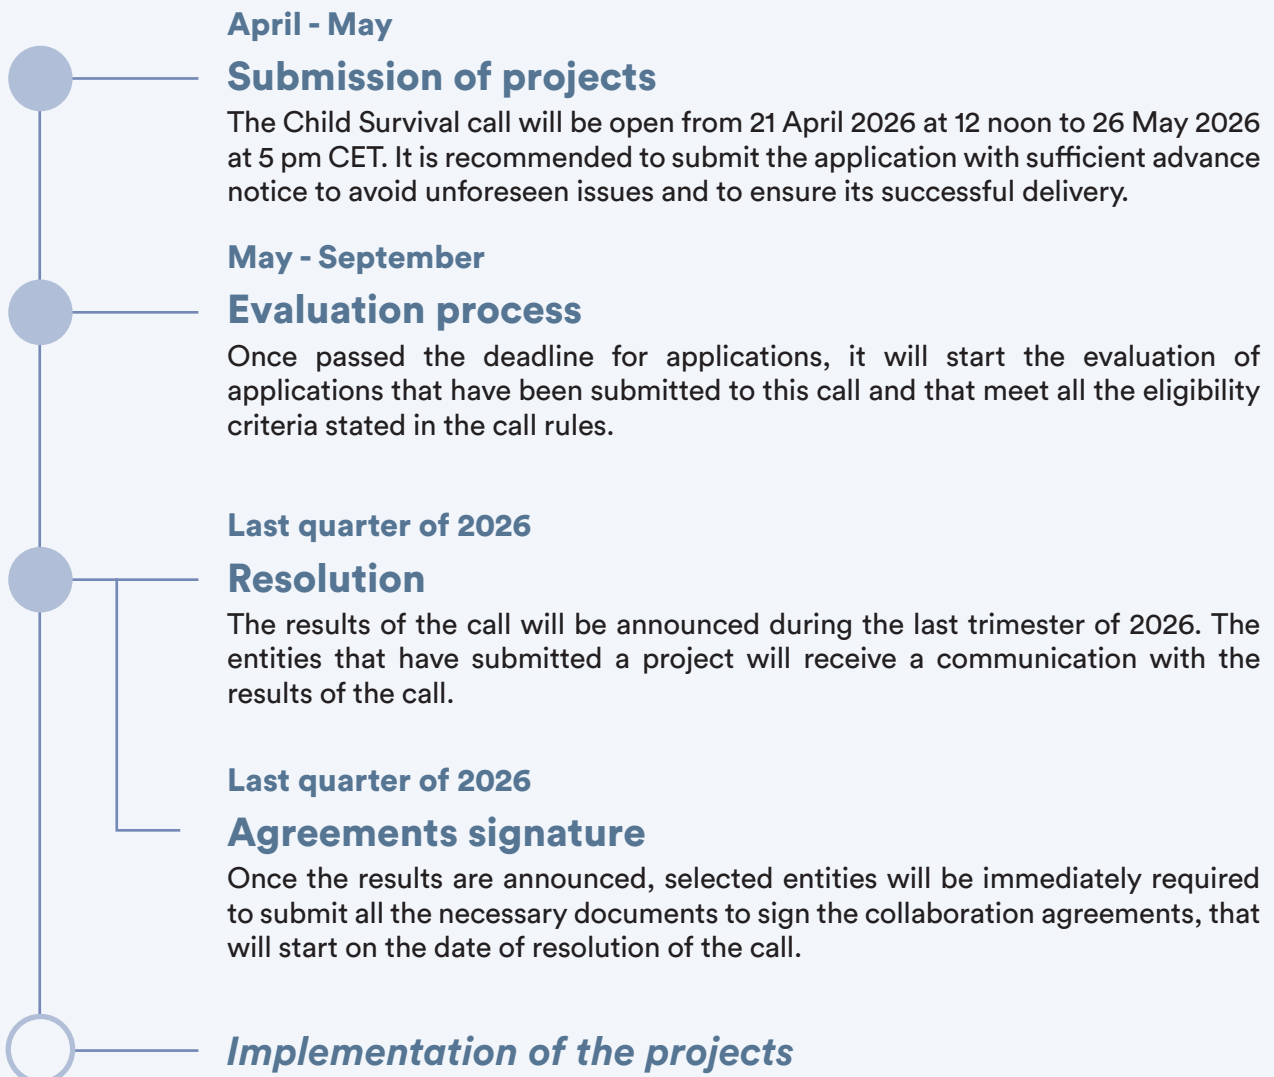 April - May
Submission of projects
The Child Survival call will be open from 21 April 2026 at 12 noon to 26 May 2026
at 5 pm CET. It is recommended to submit the application with sufficient advance
notice to avoid unforeseen issues and to ensure its successful delivery.
May - September
Evaluation process
Once passed the deadline for applications, it will start the evaluation of
applications that have been submitted to this call and that meet all the eligibility
criteria stated in the call rules.
Last quarter of 2026
Resolution
The results of the call will be announced during the last trimester of 2026. The
entities that have submitted a project will receive a communication with the
results of the call.
Last quarter of 2026
Agreements signature
Once the results are announced, selected entities will be immediately required
to submit all the necessary documents to sign the collaboration agreements, that
will start on the date of resolution of the call.
Implementation of the projects